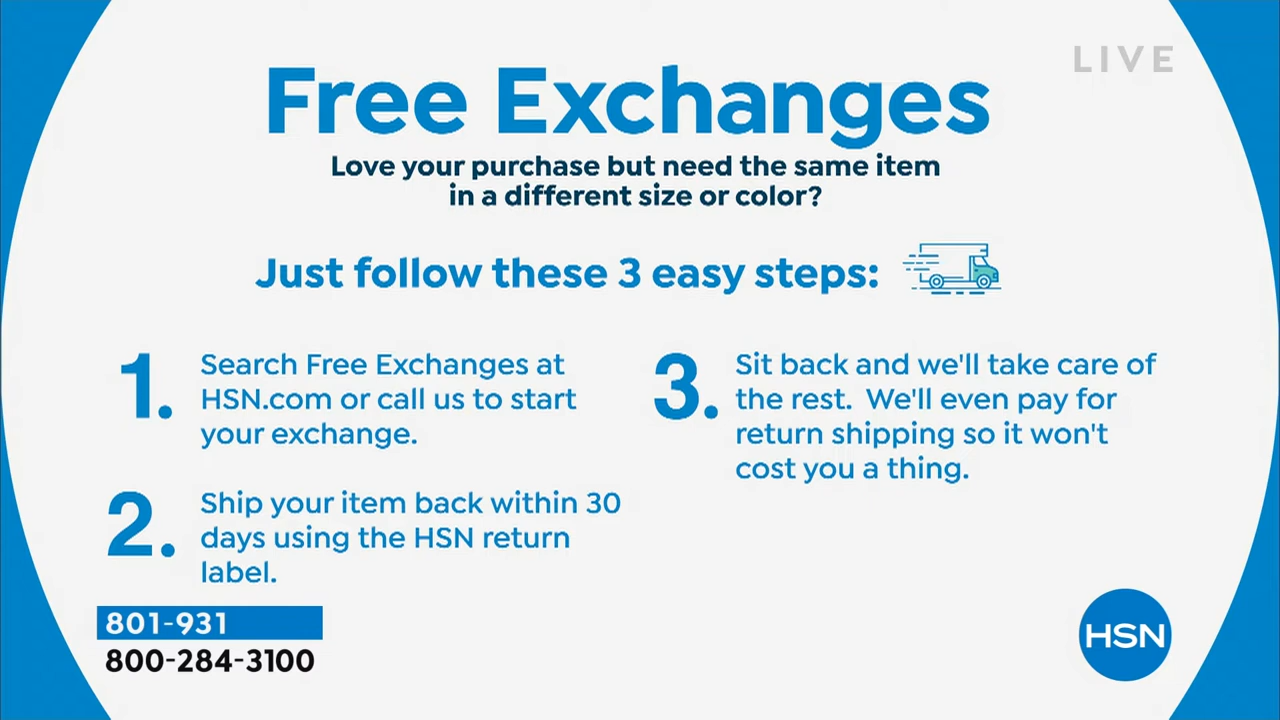 LIVE
Free Exchanges
Love your purchase but need the same item
in a different size or color?
Just follow these 3 easy steps:
1. Search Free Exchanges at
HSN.com or call us to start
your exchange.
2. Ship your item back within 30
days using the HSN return
label.
3. Sit back and we'll take care of
the rest. We'll even pay for
return shipping so it won't
cost you a thing.
801-931
800-284-3100
HSN